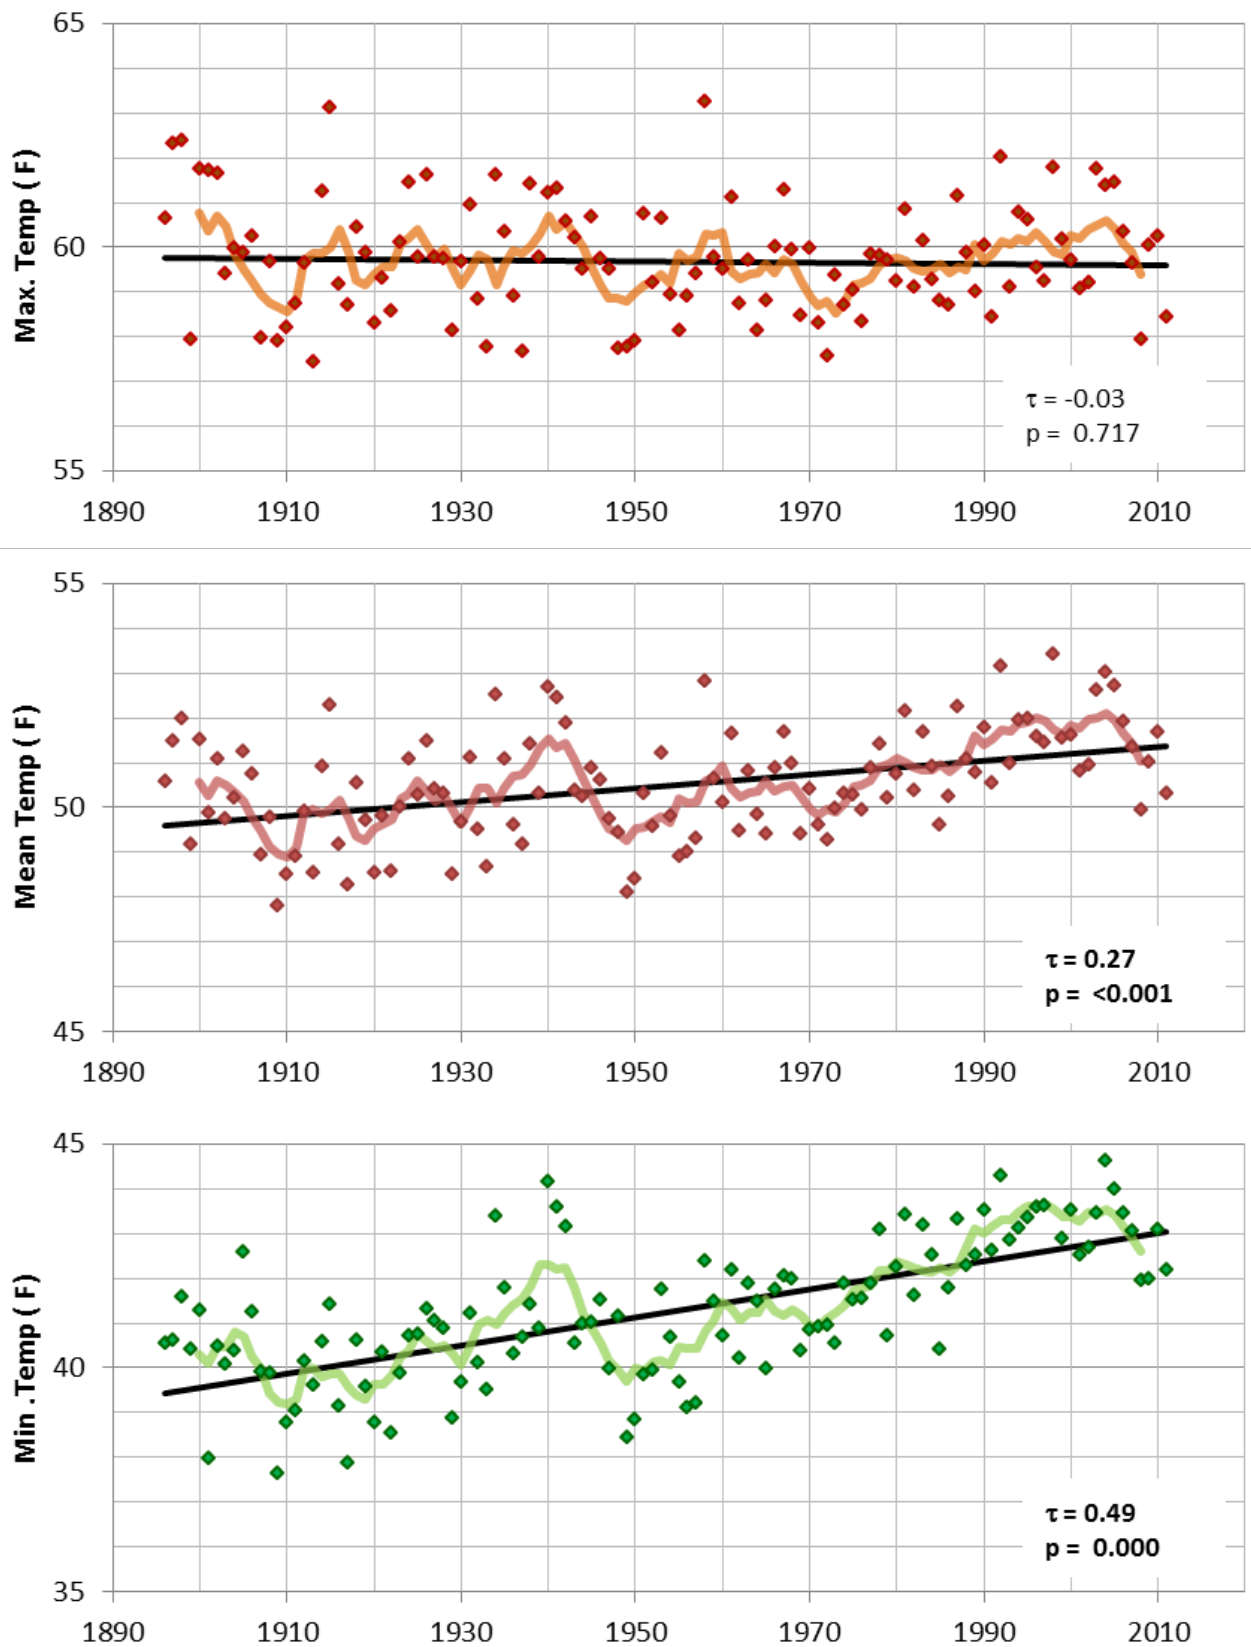 65
60
55
Max. Temp ( F)
τ = -0.03
p = 0.717
1890 1910 1930 1950 1970 1990 2010
55
50
45
Mean Temp ( F)
τ = 0.27
p = <0.001
1890 1910 1930 1950 1970 1990 2010
45
40
35
Min .Temp ( F)
τ = 0.49
p = 0.000
1890 1910 1930 1950 1970 1990 2010